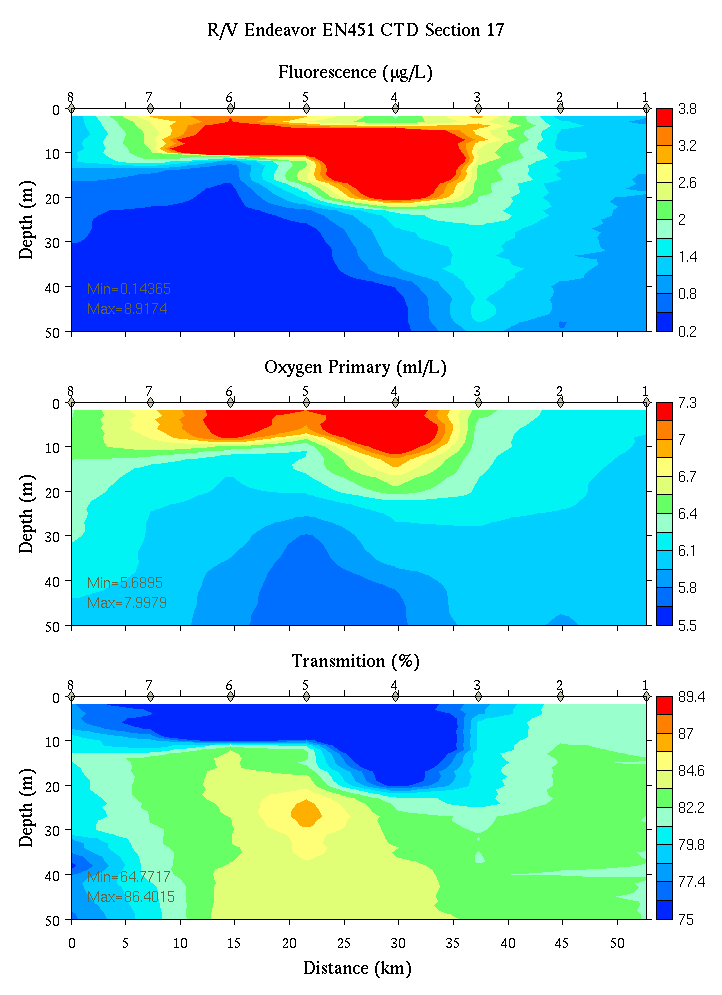 R/V Endeavor EN451 CTD Section 17
Fluorescence (µg/L)
8 7 6 5 4 3 2 1
0 10 20 30 40 50
Depth (m)
Min=0.14365
Max=8.9174
3.8 3.2 2.6 2 1.4 0.8 0.2
Oxygen Primary (ml/L)
8 7 6 5 4 3 2 1
0 10 20 30 40 50
Depth (m)
Min=5.6895
Max=7.9979
7.3 7 6.7 6.4 6.1 5.8 5.5
Transmition (%)
8 7 6 5 4 3 2 1
0 10 20 30 40 50
Depth (m)
Min=64.7717
Max=86.4015
89.4 87 84.6 82.2 79.8 77.4 75
0 5 10 15 20 25 30 35 40 45 50
Distance (km)